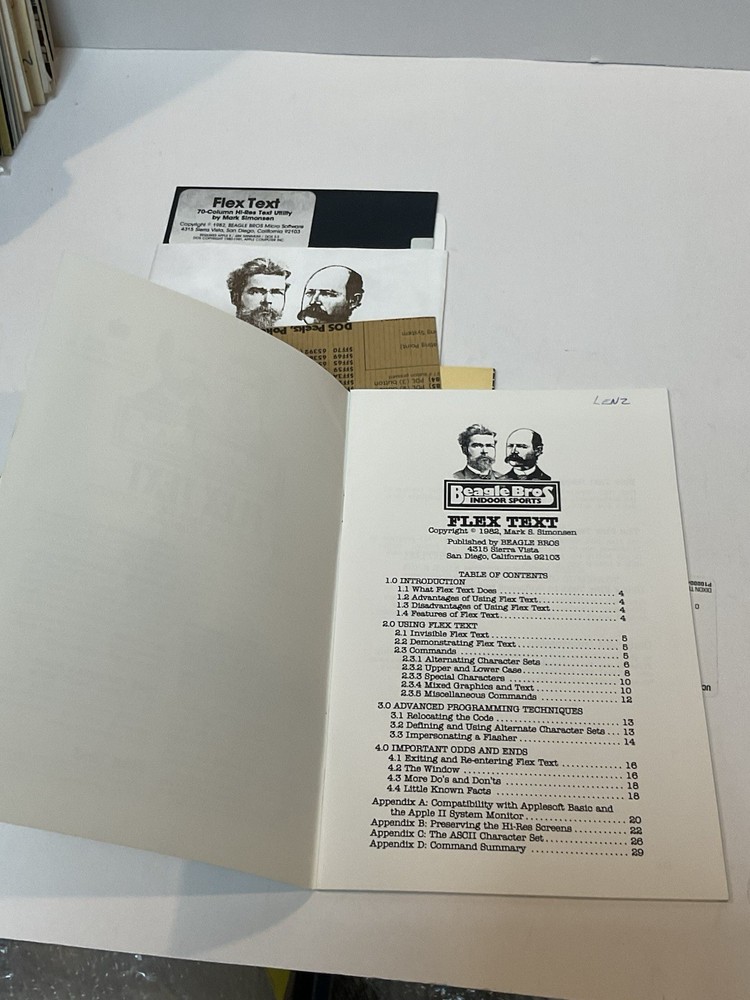 Flex Text
70-Column Hi-Res Text Utility
by Mark Simonsen
Copyright © 1982, BEAGLE BROS Micro Software
4315 Sierra Vista, San Diego, California 92103
DOS Peeks, Pokes
LENZ
Beagle Bros
INDOOR SPORTS
FLEX TEXT
Copyright © 1982, Mark S. Simonsen
Published by BEAGLE BROS
4315 Sierra Vista
San Diego, California 92103
TABLE OF CONTENTS
1.0 INTRODUCTION
1.1 What Flex Text Does .............................. 4
1.2 Advantages of Using Flex Text.................... 4
1.3 Disadvantages of Using Flex Text................. 4
1.4 Features of Flex Text............................. 4
2.0 USING FLEX TEXT
2.1 Invisible Flex Text ................................ 5
2.2 Demonstrating Flex Text ......................... 5
2.3 Commands ........................................ 5
2.3.1 Alternating Character Sets ................... 6
2.3.2 Upper and Lower Case........................ 8
2.3.3 Special Characters ............................ 10
2.3.4 Mixed Graphics and Text ..................... 10
2.3.5 Miscellaneous Commands .................... 12
3.0 ADVANCED PROGRAMMING TECHNIQUES
3.1 Relocating the Code ............................... 13
3.2 Defining and Using Alternate Character Sets ... 13
3.3 Impersonating a Flasher .......................... 14
4.0 IMPORTANT ODDS AND ENDS
4.1 Exiting and Re-entering Flex Text ................ 16
4.2 The Window ....................................... 16
4.3 More Do's and Don'ts .............................. 18
4.4 Little Known Facts ................................ 18
Appendix A: Compatibility with Applesoft Basic and
the Apple II System Monitor ......................... 20
Appendix B: Preserving the Hi-Res Screens ........... 22
Appendix C: The ASCII Character Set................. 26
Appendix D: Command Summary ..................... 29